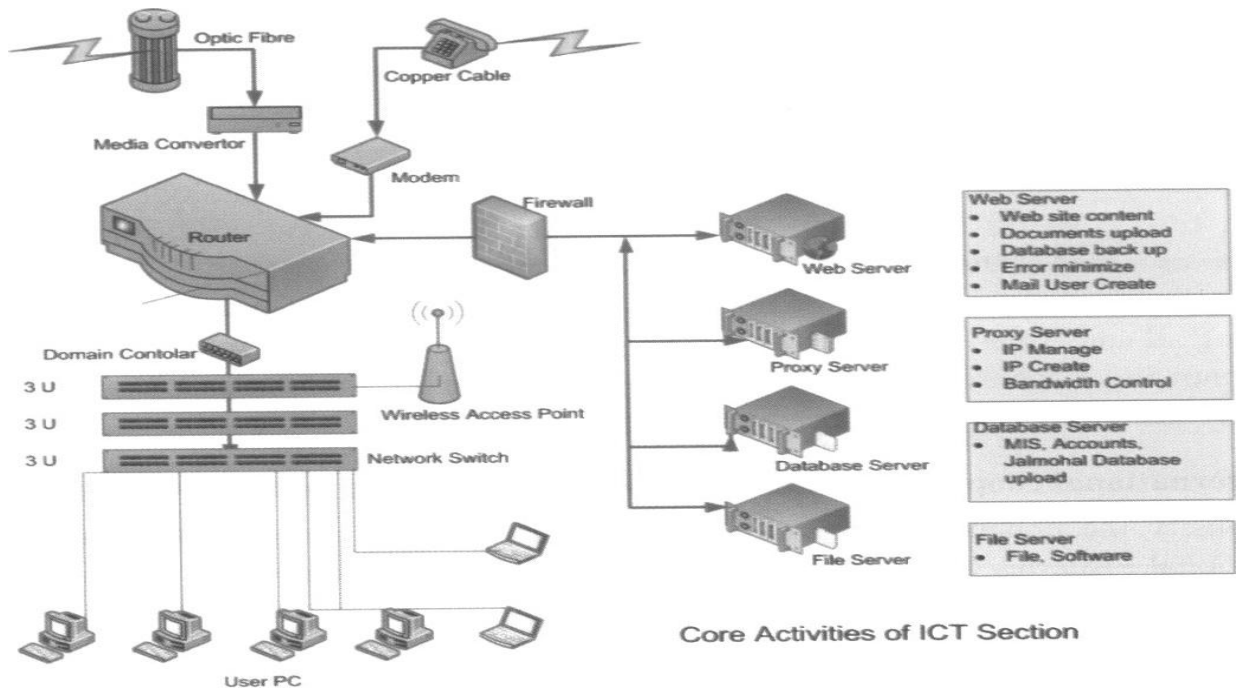 Optic Fibre
Copper Cable
Media Convertor
Modem
Firewall
Router
Web Server
Domain Contolar
Proxy Server
3 U
Wireless Access Point
3 U
3 U
Network Switch
Database Server
File Server
User PC
Web Server
• Web site content
• Documents upload
• Database back up
• Error minimize
• Mail User Create
Proxy Server
• IP Manage
• IP Create
• Bandwidth Control
Database Server
• MIS, Accounts,
Jalmohal Database
upload
File Server
• File, Software
Core Activities of ICT Section